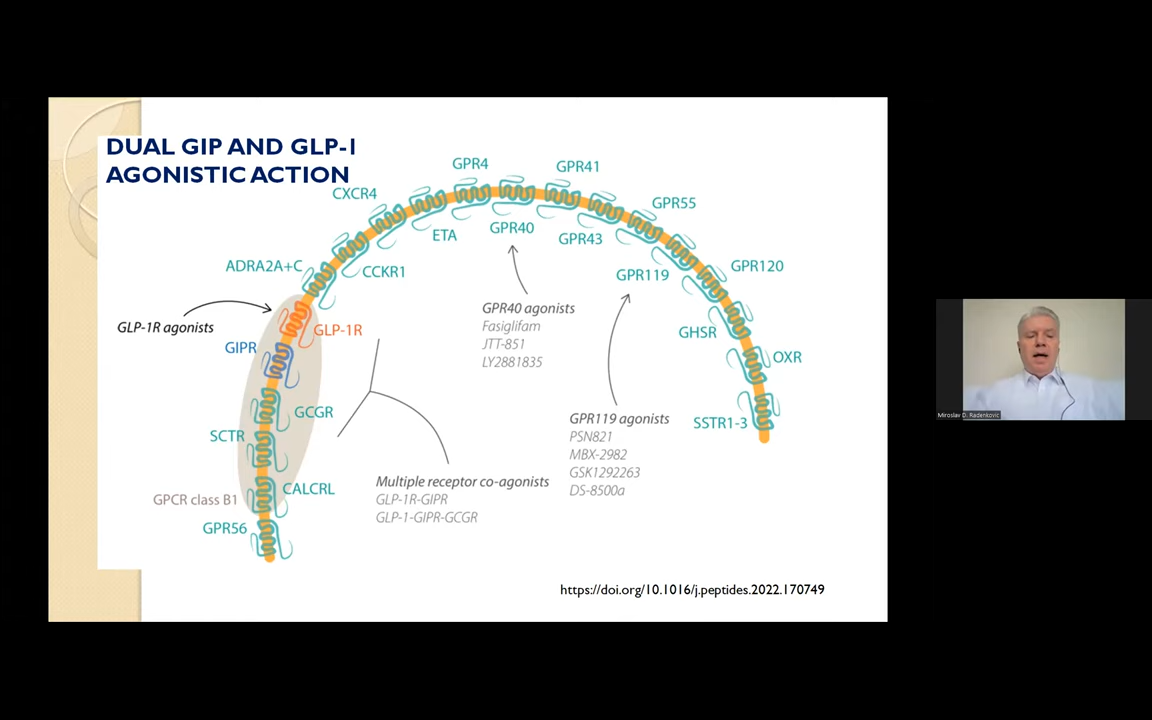 DUAL GIP AND GLP-1
AGONISTIC ACTION
GPR4
GPR41
CXCR4
GPR55
ETA
GPR40
GPR43
ADRA2A+C
CCKR1
GPR119
GPR120
GLP-1R agonists
GLP-1R
GPR40 agonists
Fasiglifam
JTT-851
LY2881835
GHSR
GIPR
OXR
GCGR
GPR119 agonists
PSN821
MBX-2982
GSK1292263
DS-8500a
SSTR1-3
SCTR
Multiple receptor co-agonists
GLP-1R-GIPR
GLP-1-GIPR-GCGR
CALCRL
GPCR class B1
GPR56
https://doi.org/10.1016/j.peptides.2022.170749
Miroslav D. Radenkovic